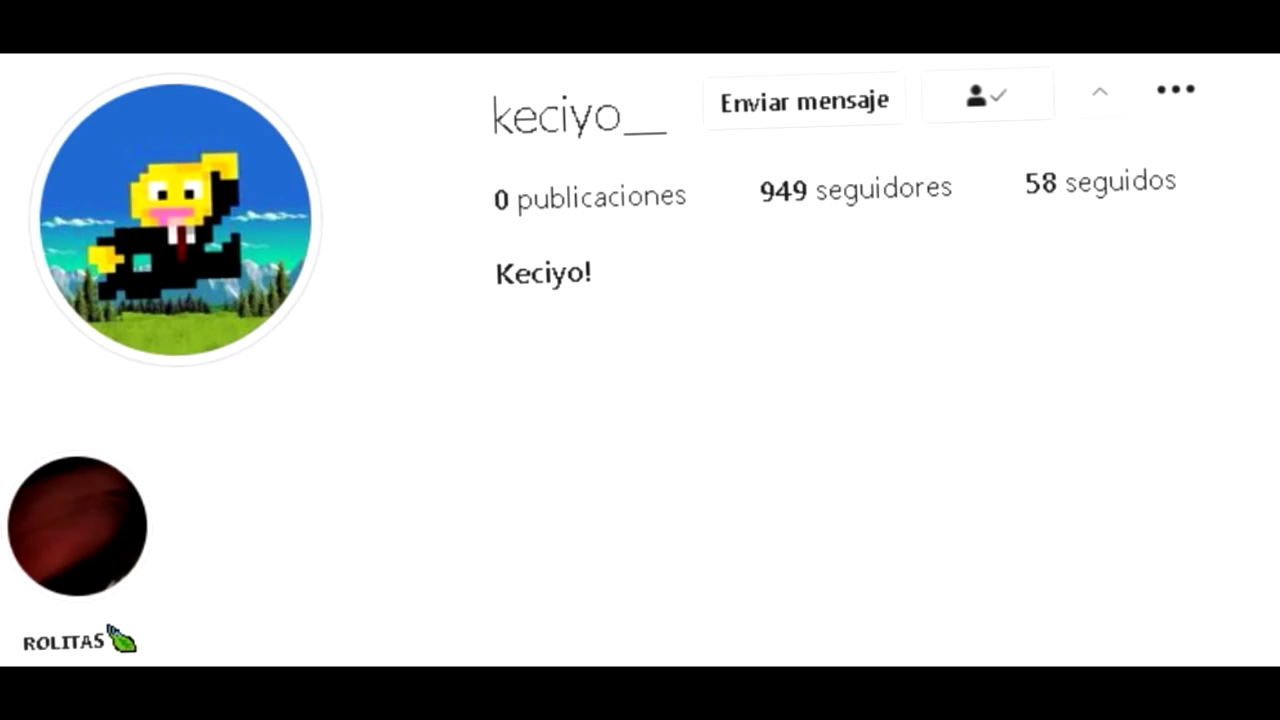 keciyo__ Enviar mensaje
0 publicaciones 949 seguidores 58 seguidos
Keciyo!
ROLITAS